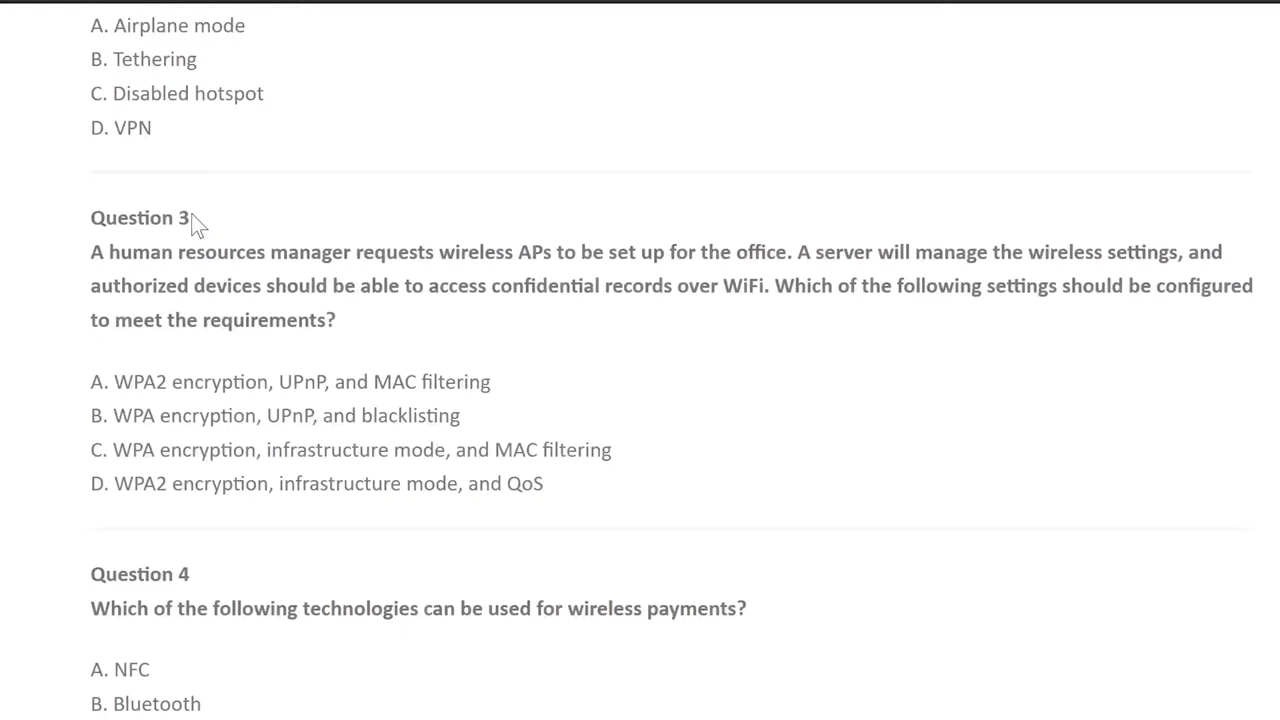 A. Airplane mode
B. Tethering
C. Disabled hotspot
D. VPN
Question 3
A human resources manager requests wireless APs to be set up for the office. A server will manage the wireless settings, and
authorized devices should be able to access confidential records over WiFi. Which of the following settings should be configured
to meet the requirements?
A. WPA2 encryption, UPnP, and MAC filtering
B. WPA encryption, UPnP, and blacklisting
C. WPA encryption, infrastructure mode, and MAC filtering
D. WPA2 encryption, infrastructure mode, and QoS
Question 4
Which of the following technologies can be used for wireless payments?
A. NFC
B. Bluetooth